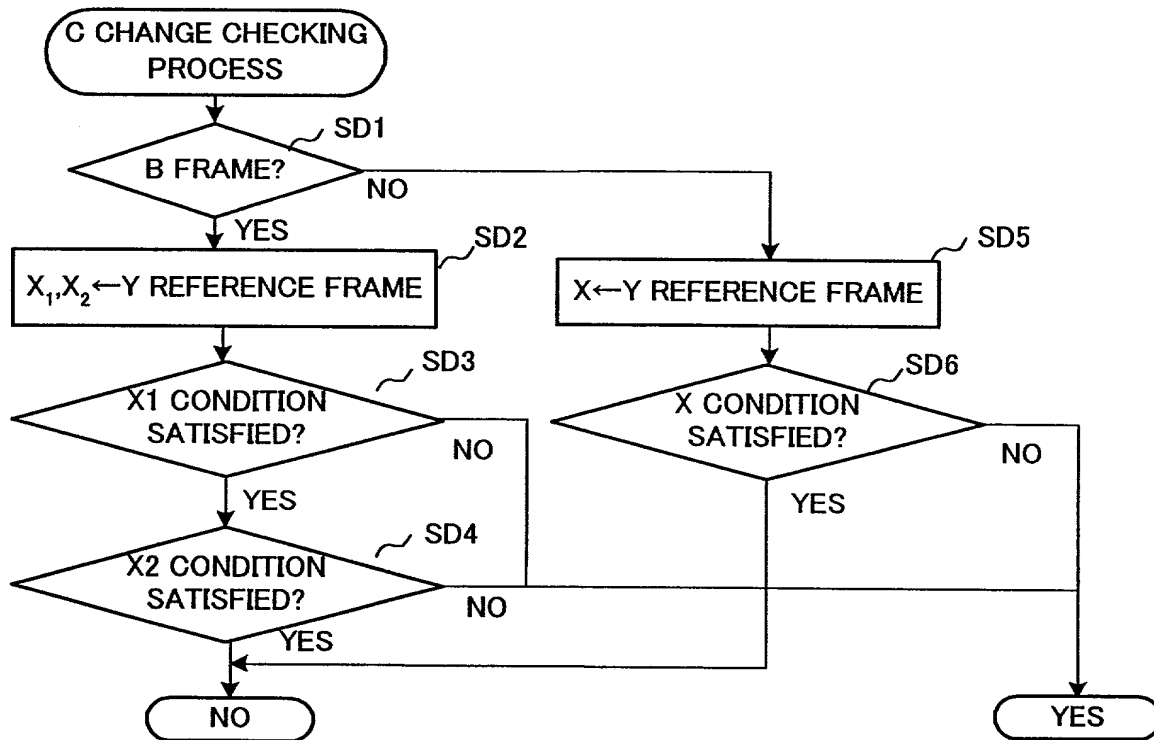 C CHANGE CHECKING
PROCESS
SD1
B FRAME?
NO
YES
SD2
X₁,X₂←Y REFERENCE FRAME
SD5
X←Y REFERENCE FRAME
SD3
X1 CONDITION
SATISFIED?
NO
YES
SD6
X CONDITION
SATISFIED?
NO
YES
SD4
X2 CONDITION
SATISFIED?
NO
YES
NO
YES